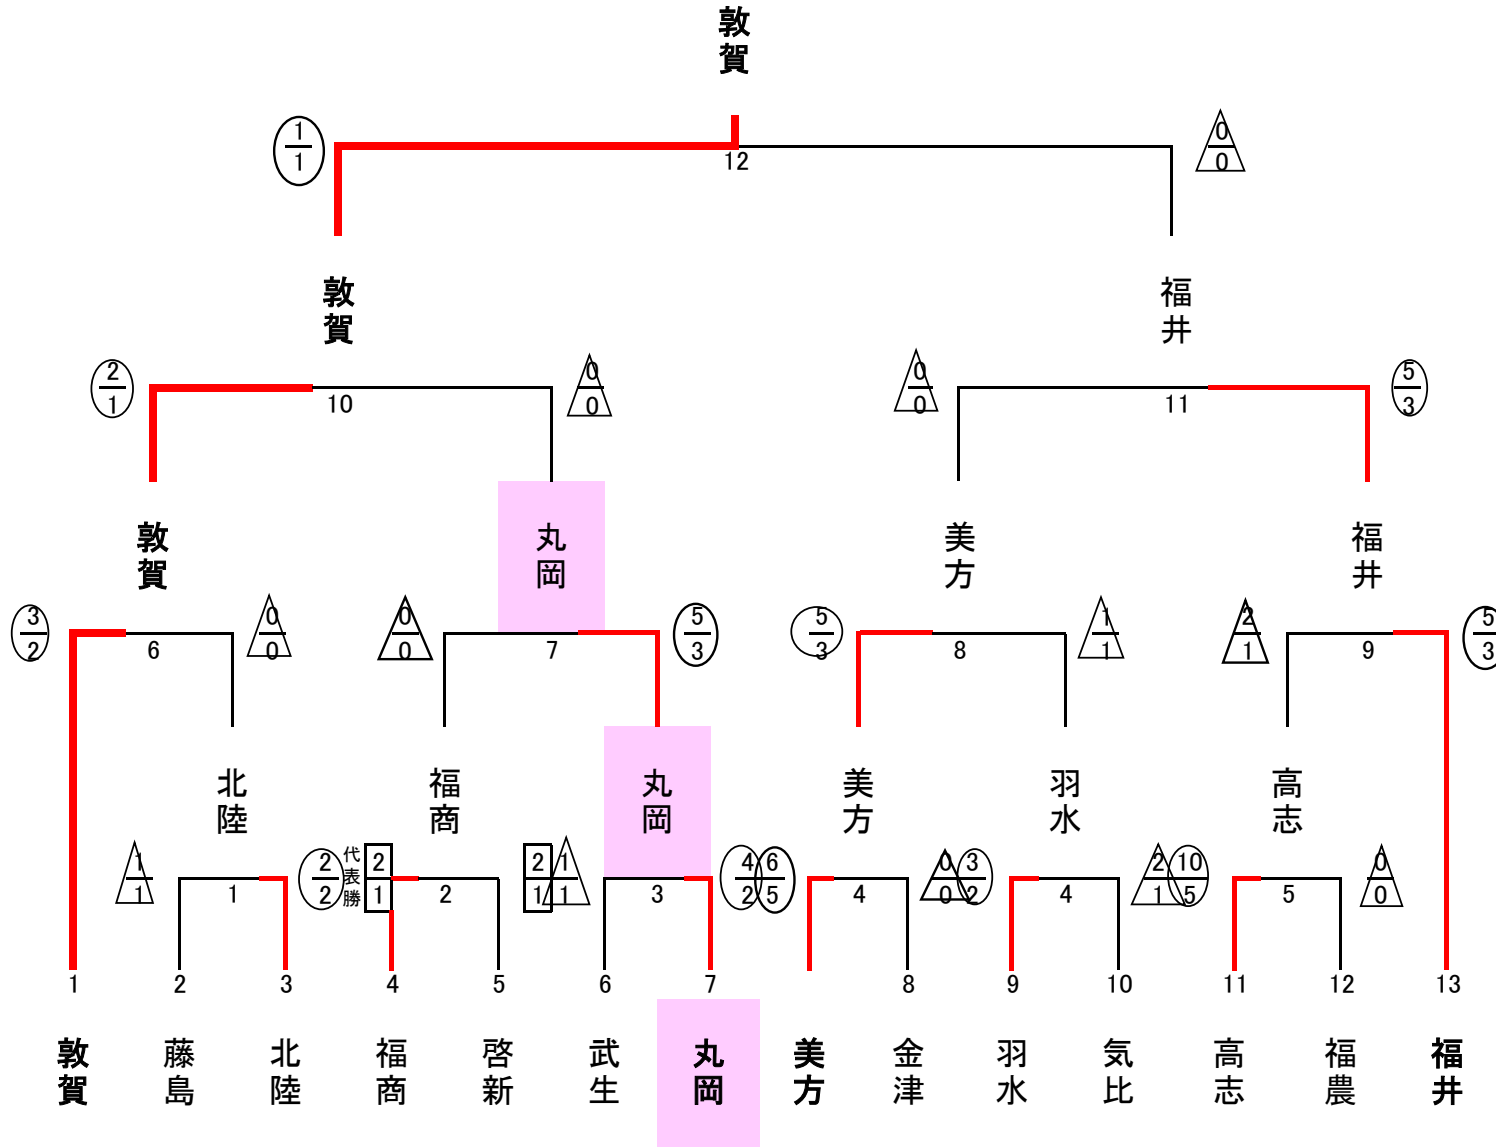 敦賀
1 0
12
1 0
敦賀 福井
2 0 0 5
10 11
1 0 0 3
敦賀 丸岡 美方 福井
3 0 0 5 5 1 2 5
6 7 8 9
2 0 0 3 3 1 1 3
北陸 福商 丸岡 美方 羽水 高志
1 2 代表勝 2 2 1 4 6 0 3 2 10 0
1 2 3 4 4 5
1 2 1 1 1 2 5 0 2 1 5 0
1 2 3 4 5 6 7 8 9 10 11 12 13
敦賀 藤島 北陸 福商 啓新 武生 丸岡 美方 金津 羽水 気比 高志 福農 福井